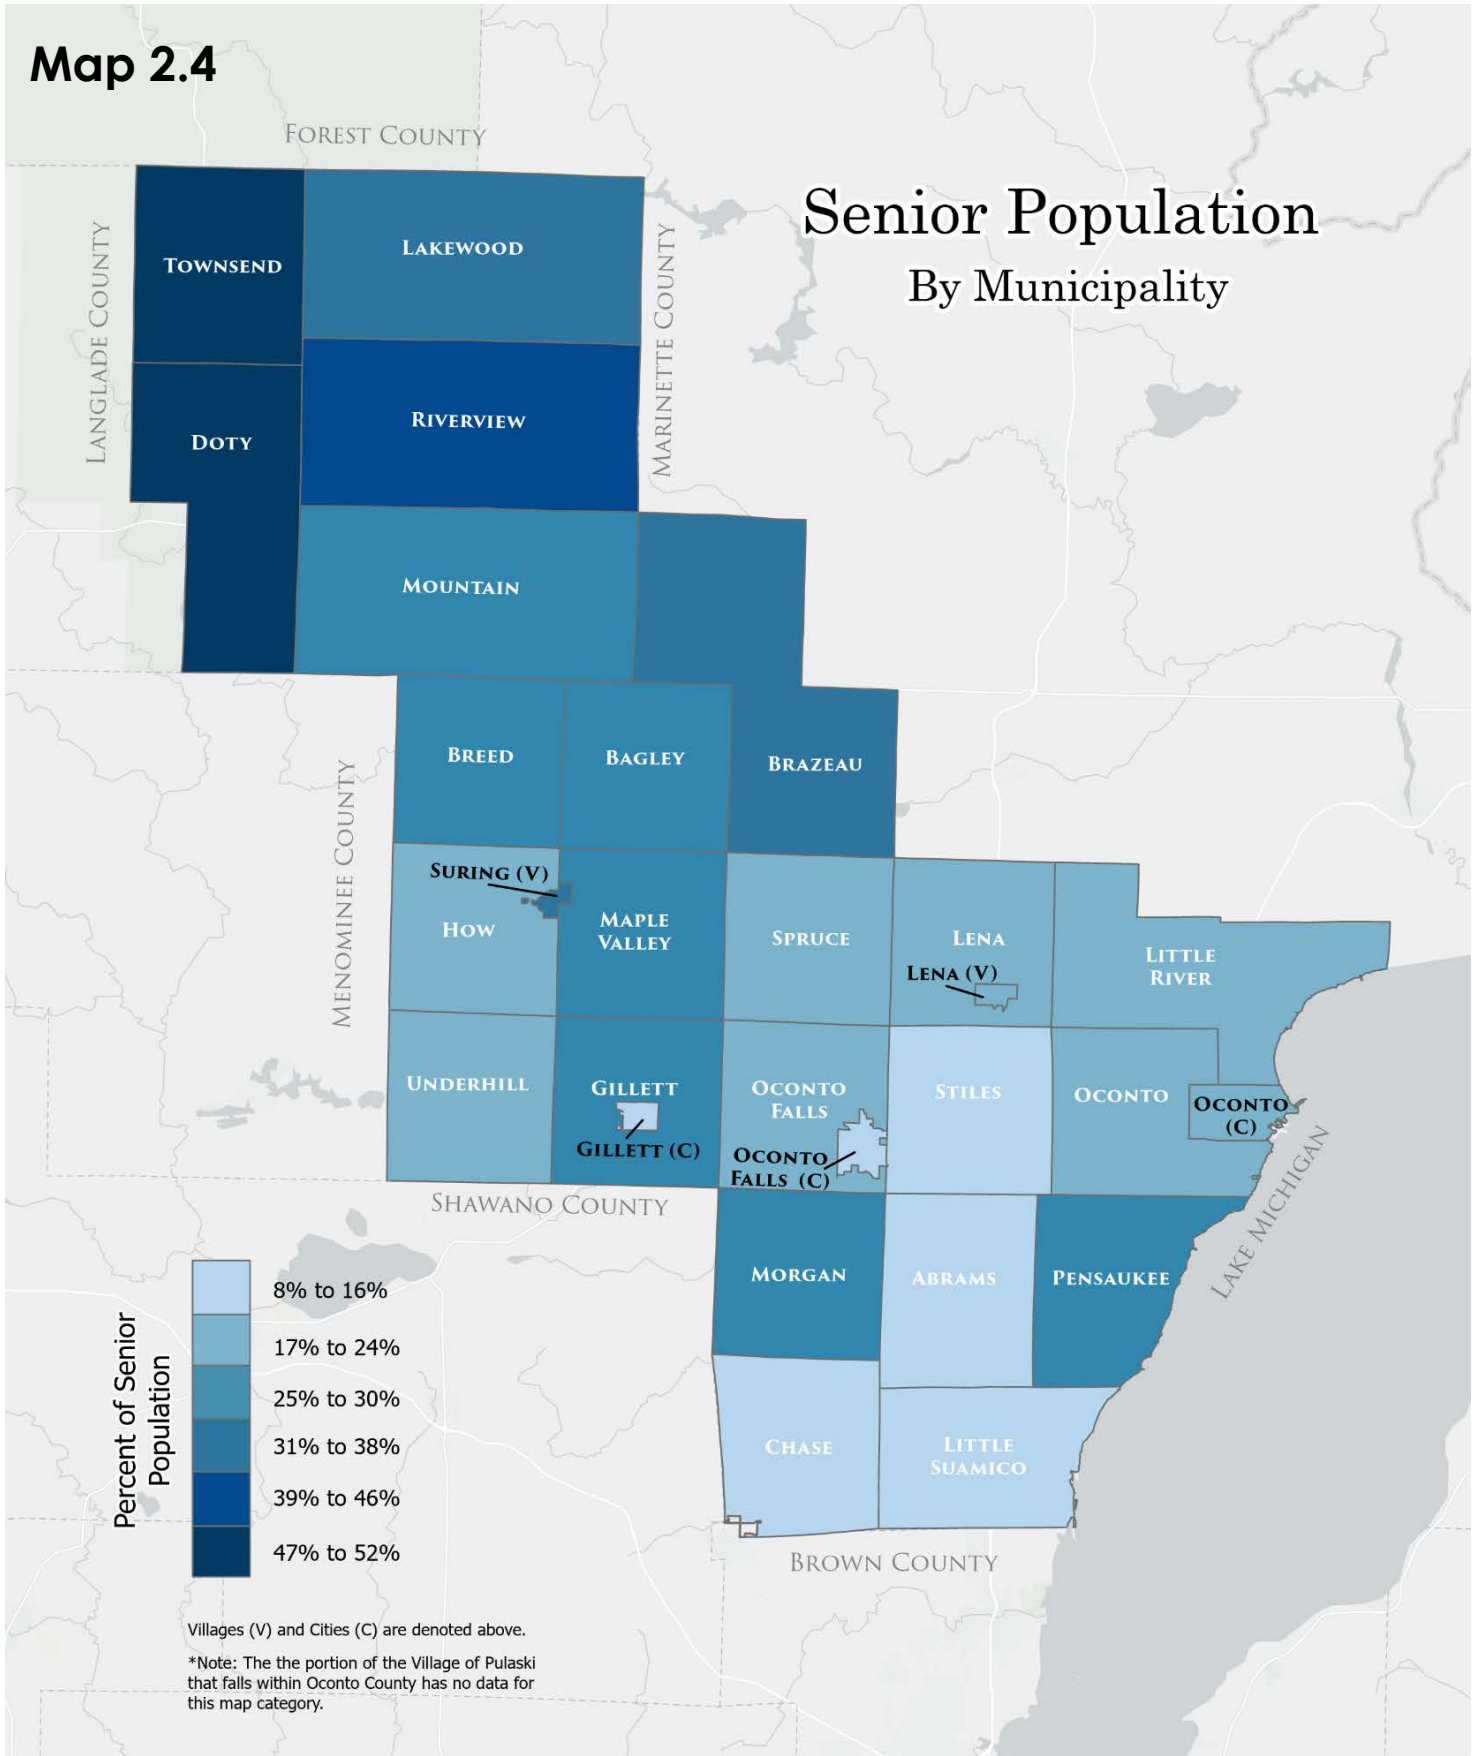 Map 2.4
FOREST COUNTY
Senior Population
By Municipality
LANGLADE COUNTY
MARINETTE COUNTY
TOWNSEND
LAKEWOOD
DOTY
RIVERVIEW
MOUNTAIN
BREED
BAGLEY
BRAZEAU
MENOMINEE COUNTY
SURING (V)
HOW
MAPLE
VALLEY
SPRUCE
LENA
LENA (V)
LITTLE
RIVER
UNDERHILL
GILLETT
GILLETT (C)
OCONTO
FALLS
OCONTO
FALLS (C)
STILES
OCONTO
OCONTO
(C)
SHAWANO COUNTY
LAKE MICHIGAN
MORGAN
ABRAMS
PENSAUKEE
CHASE
LITTLE
SUAMICO
BROWN COUNTY
Percent of Senior
Population
8% to 16%
17% to 24%
25% to 30%
31% to 38%
39% to 46%
47% to 52%
Villages (V) and Cities (C) are denoted above.
*Note: The the portion of the Village of Pulaski
that falls within Oconto County has no data for
this map category.